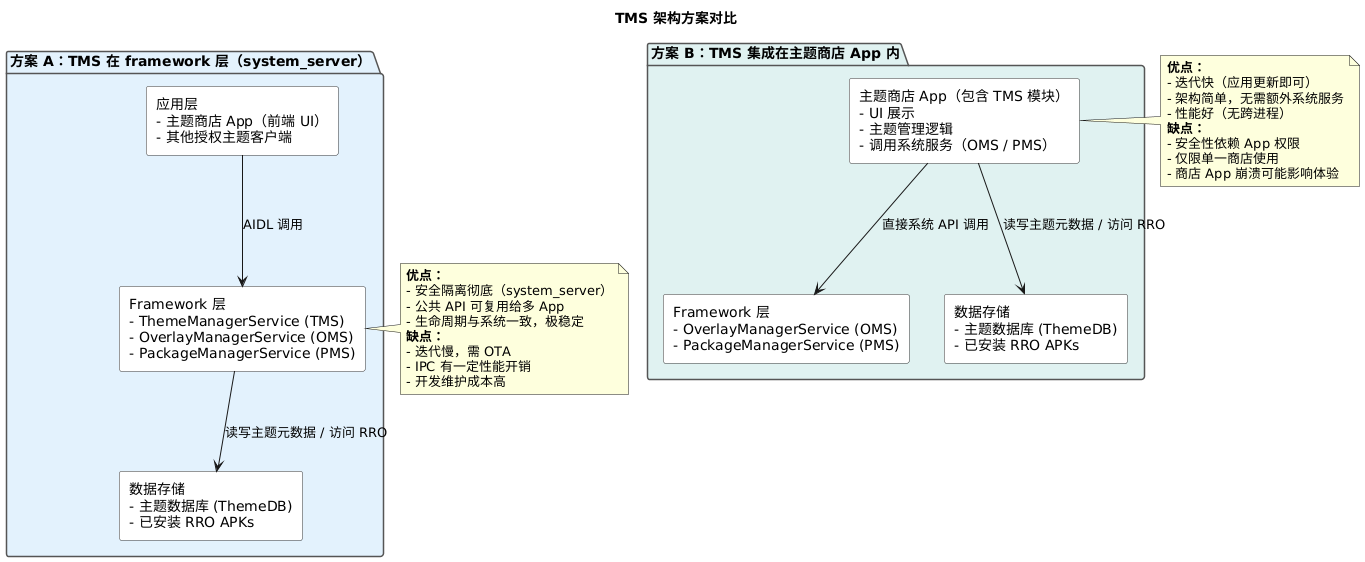 TMS 架构方案对比
方案 A：TMS 在 framework 层（system_server）
应用层
- 主题商店 App（前端 UI）
- 其他授权主题客户端
AIDL 调用
Framework 层
- ThemeManagerService (TMS)
- OverlayManagerService (OMS)
- PackageManagerService (PMS)
读写主题元数据 / 访问 RRO
数据存储
- 主题数据库 (ThemeDB)
- 已安装 RRO APKs
优点：
- 安全隔离彻底（system_server）
- 公共 API 可复用给多 App
- 生命周期与系统一致，极稳定
缺点：
- 迭代慢，需 OTA
- IPC 有一定性能开销
- 开发维护成本高
方案 B：TMS 集成在主题商店 App 内
主题商店 App（包含 TMS 模块）
- UI 展示
- 主题管理逻辑
- 调用系统服务（OMS / PMS）
直接系统 API 调用
读写主题元数据 / 访问 RRO
Framework 层
- OverlayManagerService (OMS)
- PackageManagerService (PMS)
数据存储
- 主题数据库 (ThemeDB)
- 已安装 RRO APKs
优点：
- 迭代快（应用更新即可）
- 架构简单，无需额外系统服务
- 性能好（无跨进程）
缺点：
- 安全性依赖 App 权限
- 仅限单一商店使用
- 商店 App 崩溃可能影响体验